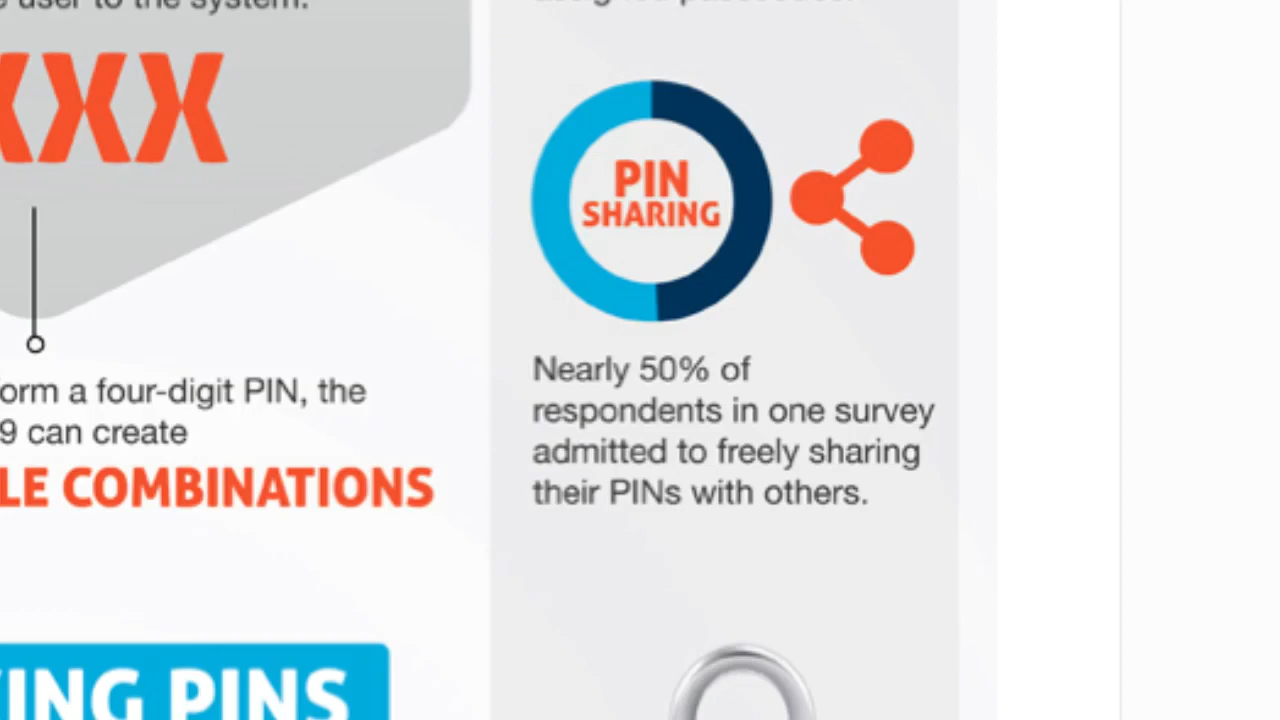 user to the system.
XXX
PIN
SHARING
Nearly 50% of
respondents in one survey
admitted to freely sharing
their PINs with others.
orm a four-digit PIN, the
9 can create
LE COMBINATIONS
ING PINS